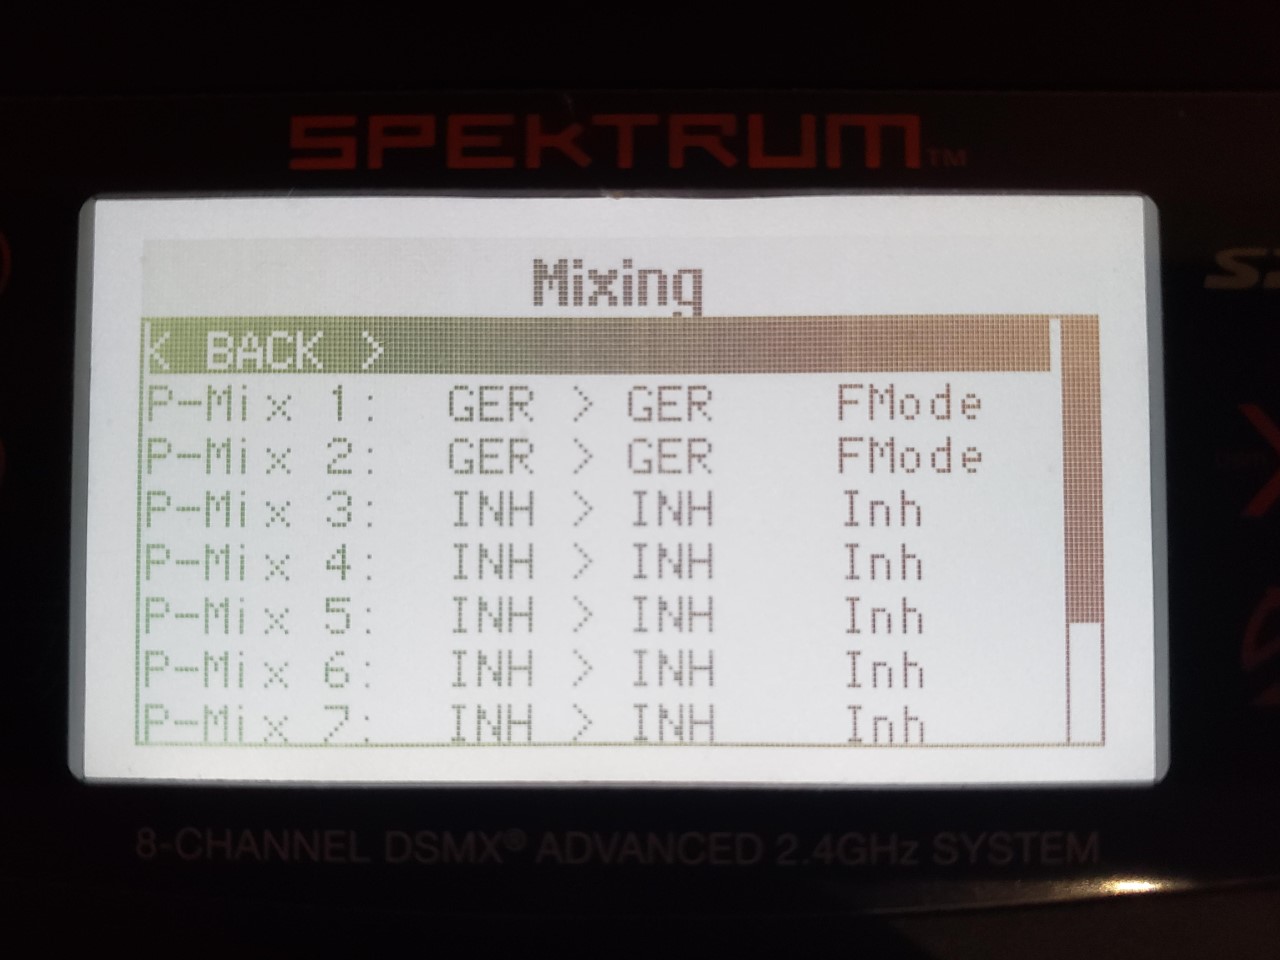 SPEKTRUM™
Mixing
< BACK >
P-Mix 1: GER > GER FMode
P-Mix 2: GER > GER FMode
P-Mix 3: INH > INH Inh
P-Mix 4: INH > INH Inh
P-Mix 5: INH > INH Inh
P-Mix 6: INH > INH Inh
P-Mix 7: INH > INH Inh
8-CHANNEL DSMX® ADVANCED 2.4GHz SYSTEM